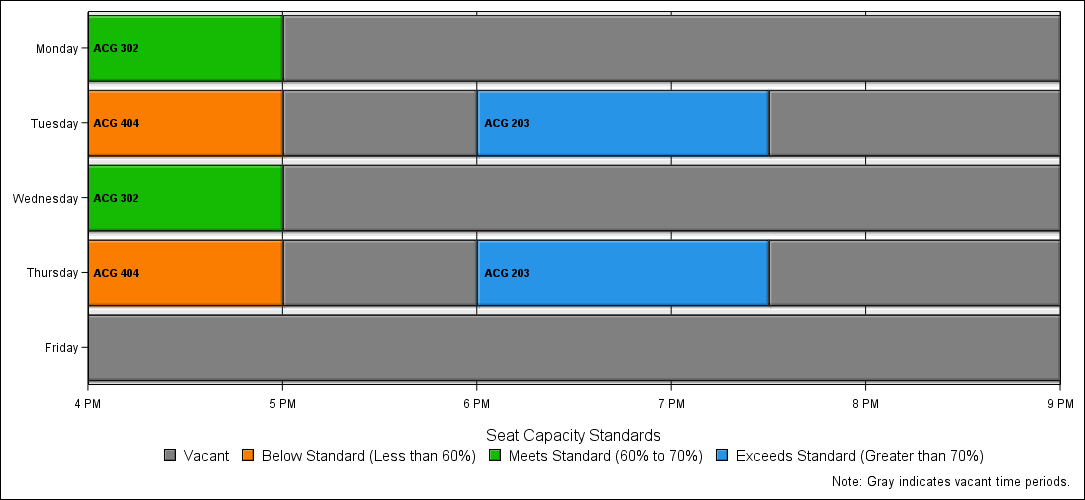 Monday
ACG 302
Tuesday
ACG 404
ACG 203
Wednesday
ACG 302
Thursday
ACG 404
ACG 203
Friday
4 PM 5 PM 6 PM 7 PM 8 PM 9 PM
Seat Capacity Standards
Vacant Below Standard (Less than 60%) Meets Standard (60% to 70%) Exceeds Standard (Greater than 70%)
Note: Gray indicates vacant time periods.